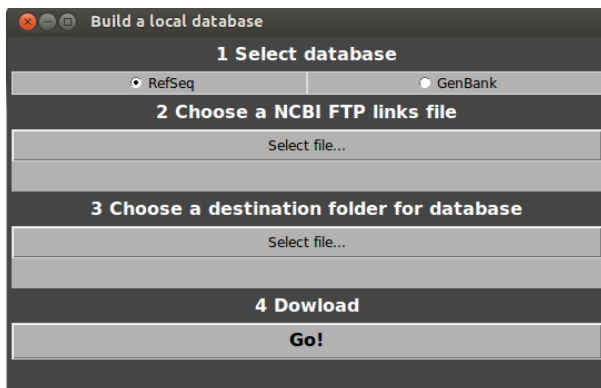 Build a local database
1 Select database
RefSeq GenBank
2 Choose a NCBI FTP links file
Select file...
3 Choose a destination folder for database
Select file...
4 Dowload
Go!